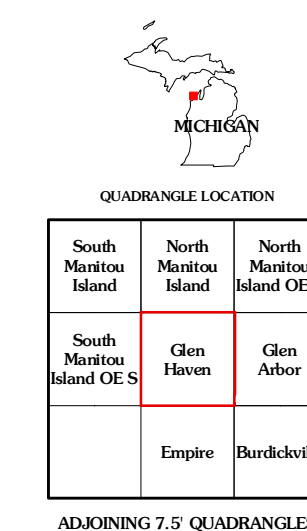 MICHIGAN
QUADRANGLE LOCATION
South
Manitou
Island
North
Manitou
Island
North
Manitou
Island OE
South
Manitou
Island OE S
Glen
Haven
Glen
Arbor
Empire
Burdickvil
ADJOINING 7.5' QUADRANGLES